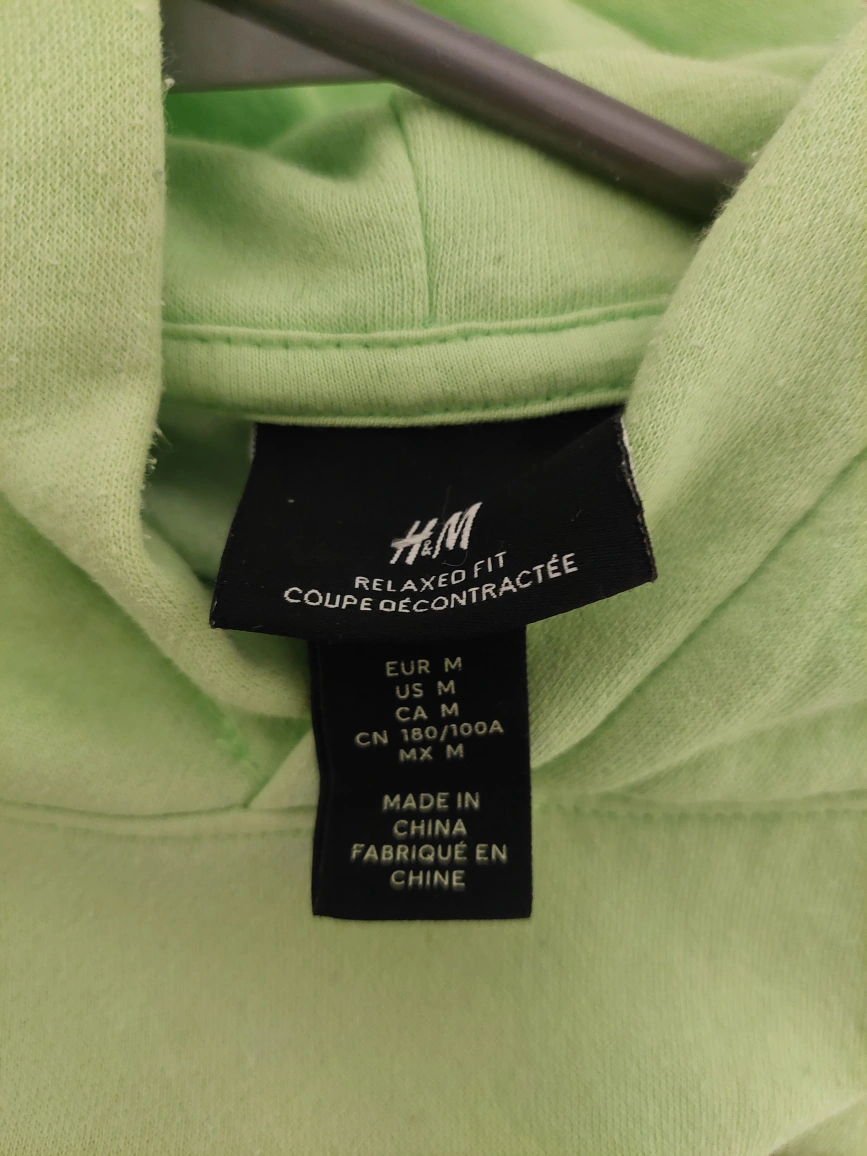 H&M
RELAXED FIT
COUPE DÉCONTRACTÉE
EUR M
US M
CA M
CN 180/100A
MX M
MADE IN
CHINA
FABRIQUÉ EN
CHINE